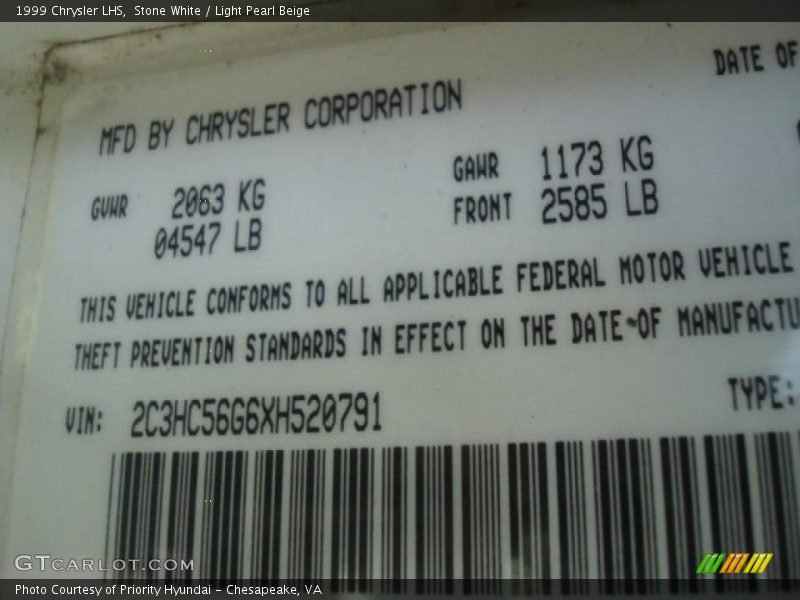 1999 Chrysler LHS, Stone White / Light Pearl Beige
DATE OF
MFD BY CHRYSLER CORPORATION
GVWR 2063 KG GAWR 1173 KG
04547 LB FRONT 2585 LB
THIS VEHICLE CONFORMS TO ALL APPLICABLE FEDERAL MOTOR VEHICLE
THEFT PREVENTION STANDARDS IN EFFECT ON THE DATE OF MANUFACTU
VIN: 2C3HC56G6XH520791 TYPE:
GTCARLOT.COM
Photo Courtesy of Priority Hyundai - Chesapeake, VA